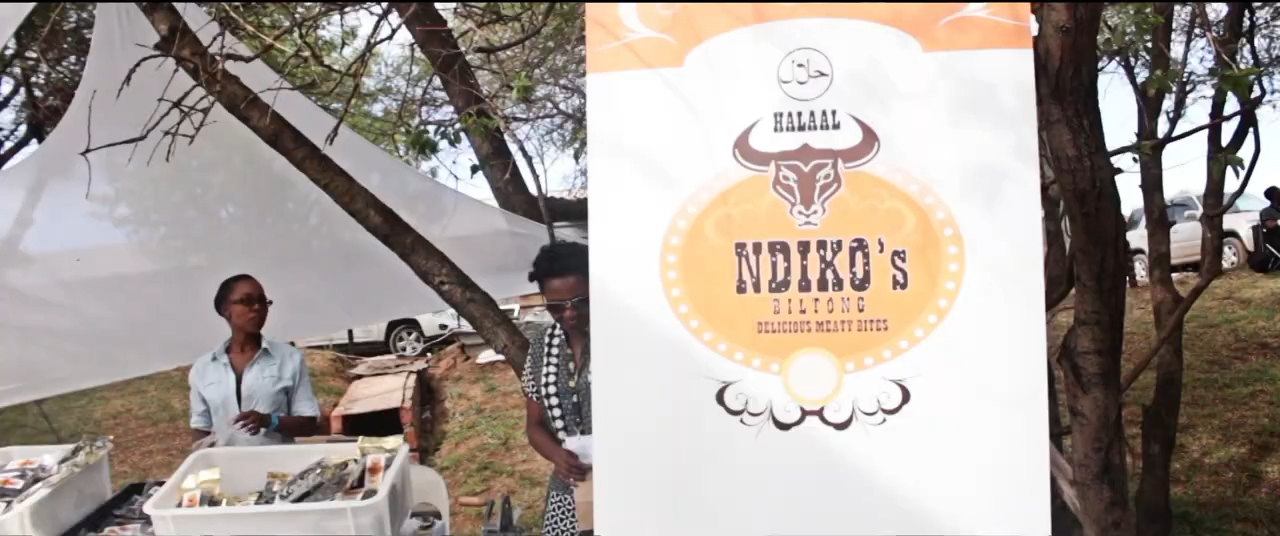 حلال
HALAAL
NDIKO's
BILTONG
DELICIOUS MEATY BITES